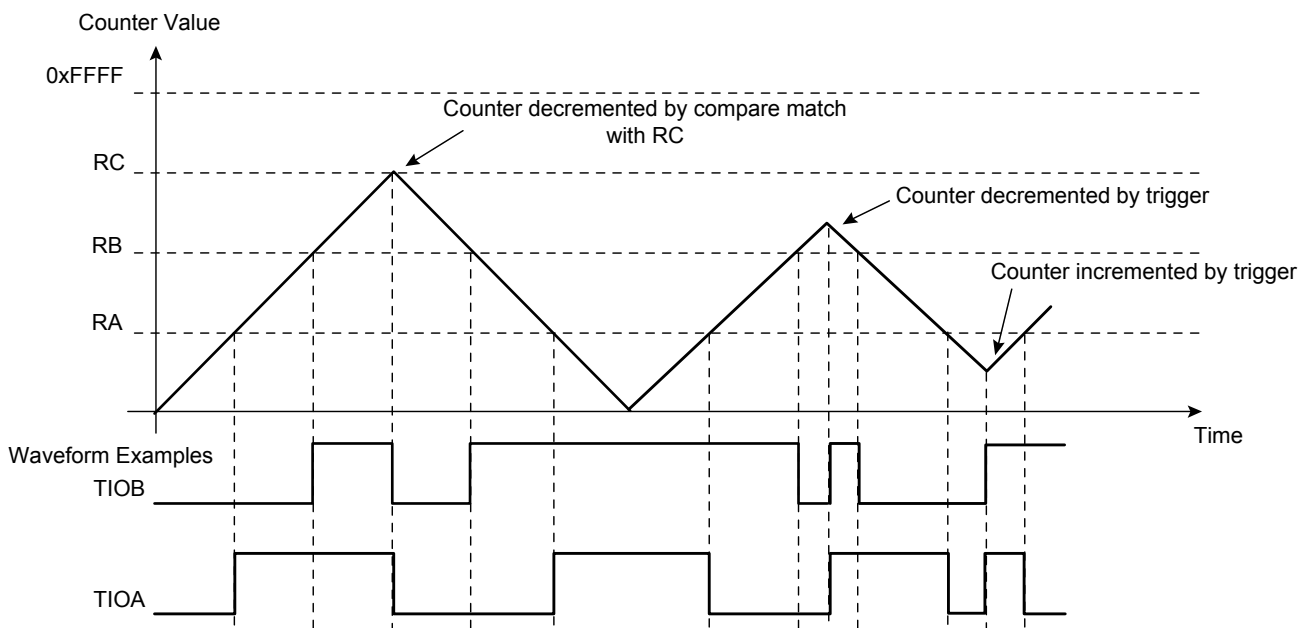 Counter Value
0xFFFF
Counter decremented by compare match
with RC
RC
Counter decremented by trigger
RB
Counter incremented by trigger
RA
Time
Waveform Examples
TIOB
TIOA